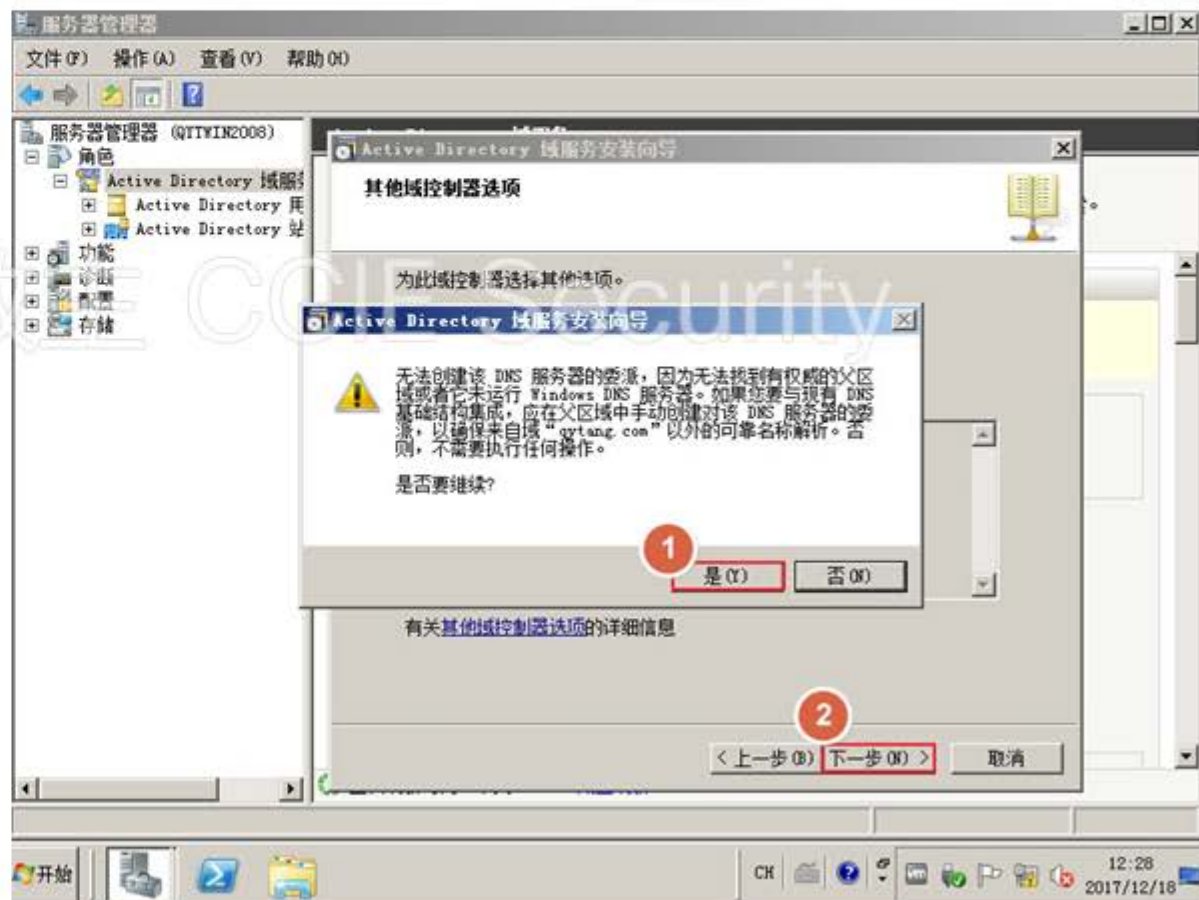 服务器管理器
文件(F) 操作(A) 查看(V) 帮助(H)
服务器管理器 (QYTWIN2008)
角色
Active Directory 域服务
Active Directory 用
Active Directory 站
功能
诊断
配置
存储
Active Directory 域服务安装向导
其他域控制器选项
为此域控制器选择其他选项。
CCIE Security
Active Directory 域服务安装向导
无法创建该 DNS 服务器的委派，因为无法找到有权威的父区
域或者它未运行 Windows DNS 服务器。如果您要与现有 DNS
基础结构集成，应在父区域中手动创建对该 DNS 服务器的委
派，以确保来自域“qytang.com”以外的可靠名称解析。否
则，不需要执行任何操作。
是否要继续?
1
是(Y) 否(N)
有关其他域控制器选项的详细信息
2
< 上一步(B) 下一步(N) > 取消
开始
CH
12:28
2017/12/18